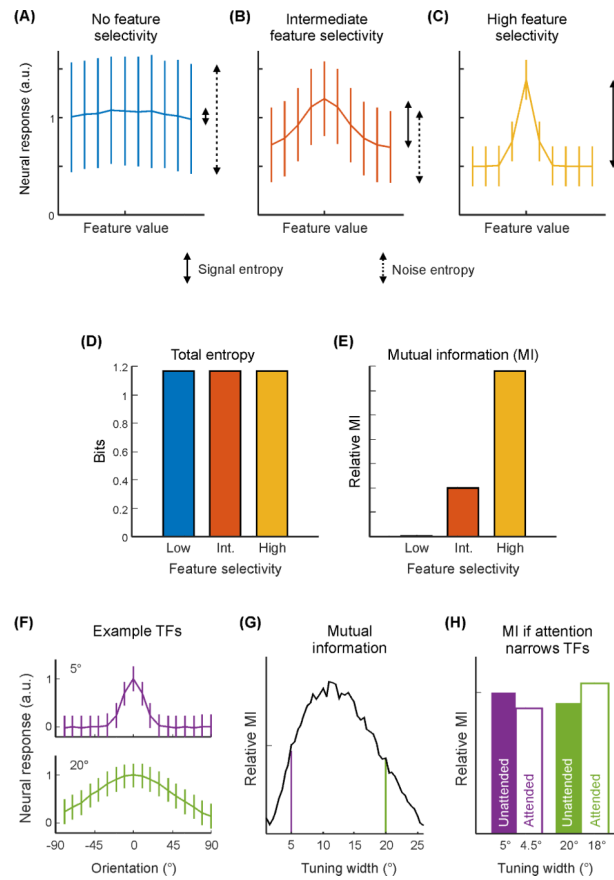 (A)
No feature
selectivity
(B)
Intermediate
feature selectivity
(C)
High feature
selectivity
Neural response (a.u.)
1
0
Feature value
Feature value
Feature value
Signal entropy
Noise entropy
(D)
Total entropy
(E)
Mutual information (MI)
Bits
1.2
1
0.8
0.6
0.4
0.2
0
Low Int. High
Feature selectivity
Relative MI
Low Int. High
Feature selectivity
(F)
Example TFs
(G)
Mutual
information
(H)
MI if attention
narrows TFs
Neural response (a.u.)
5°
1
0
20°
1
0
-90 -45 0 45 90
Orientation (°)
Relative MI
5 10 15 20 25
Tuning width (°)
Relative MI
Unattended
Attended
Unattended
Attended
5° 4.5° 20° 18°
Tuning width (°)